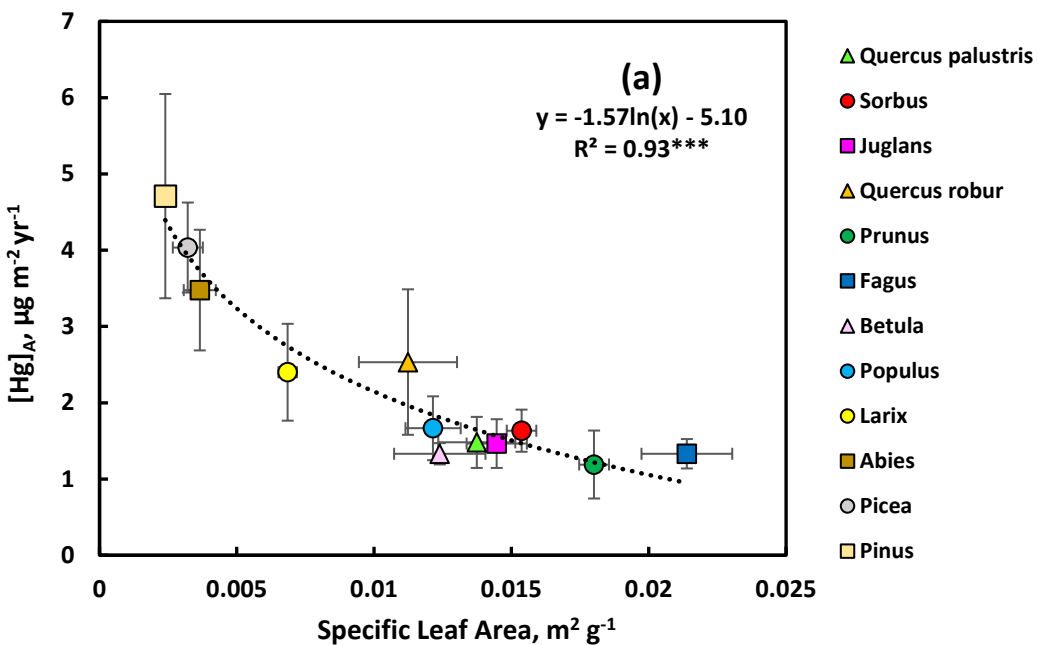 7
6
5
4
3
2
1
0
[Hg]A, µg m-2 yr-1
(a)
y = -1.57ln(x) - 5.10
R² = 0.93***
0 0.005 0.01 0.015 0.02 0.025
Specific Leaf Area, m² g-1
Quercus palustris
Sorbus
Juglans
Quercus robur
Prunus
Fagus
Betula
Populus
Larix
Abies
Picea
Pinus